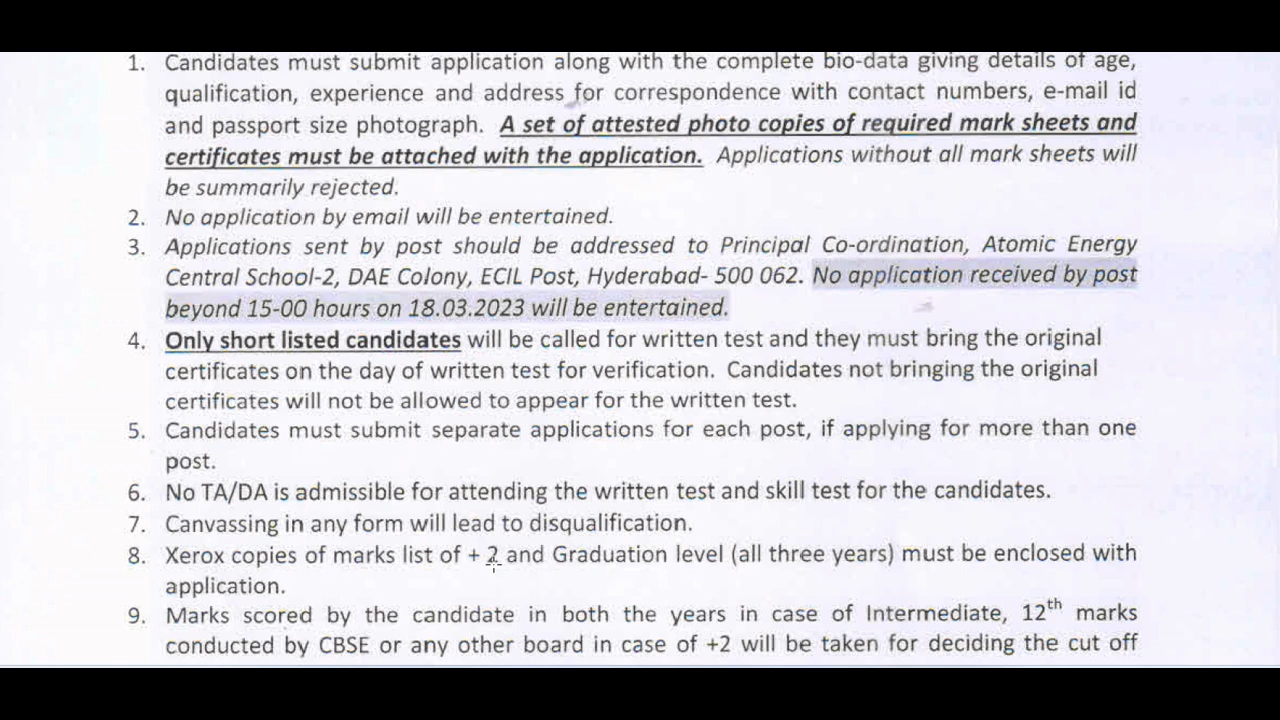 1. Candidates must submit application along with the complete bio-data giving details of age,
qualification, experience and address for correspondence with contact numbers, e-mail id
and passport size photograph. A set of attested photo copies of required mark sheets and
certificates must be attached with the application. Applications without all mark sheets will
be summarily rejected.
2. No application by email will be entertained.
3. Applications sent by post should be addressed to Principal Co-ordination, Atomic Energy
Central School-2, DAE Colony, ECIL Post, Hyderabad- 500 062. No application received by post
beyond 15-00 hours on 18.03.2023 will be entertained.
4. Only short listed candidates will be called for written test and they must bring the original
certificates on the day of written test for verification. Candidates not bringing the original
certificates will not be allowed to appear for the written test.
5. Candidates must submit separate applications for each post, if applying for more than one
post.
6. No TA/DA is admissible for attending the written test and skill test for the candidates.
7. Canvassing in any form will lead to disqualification.
8. Xerox copies of marks list of + 2 and Graduation level (all three years) must be enclosed with
application.
9. Marks scored by the candidate in both the years in case of Intermediate, 12th marks
conducted by CBSE or any other board in case of +2 will be taken for deciding the cut off